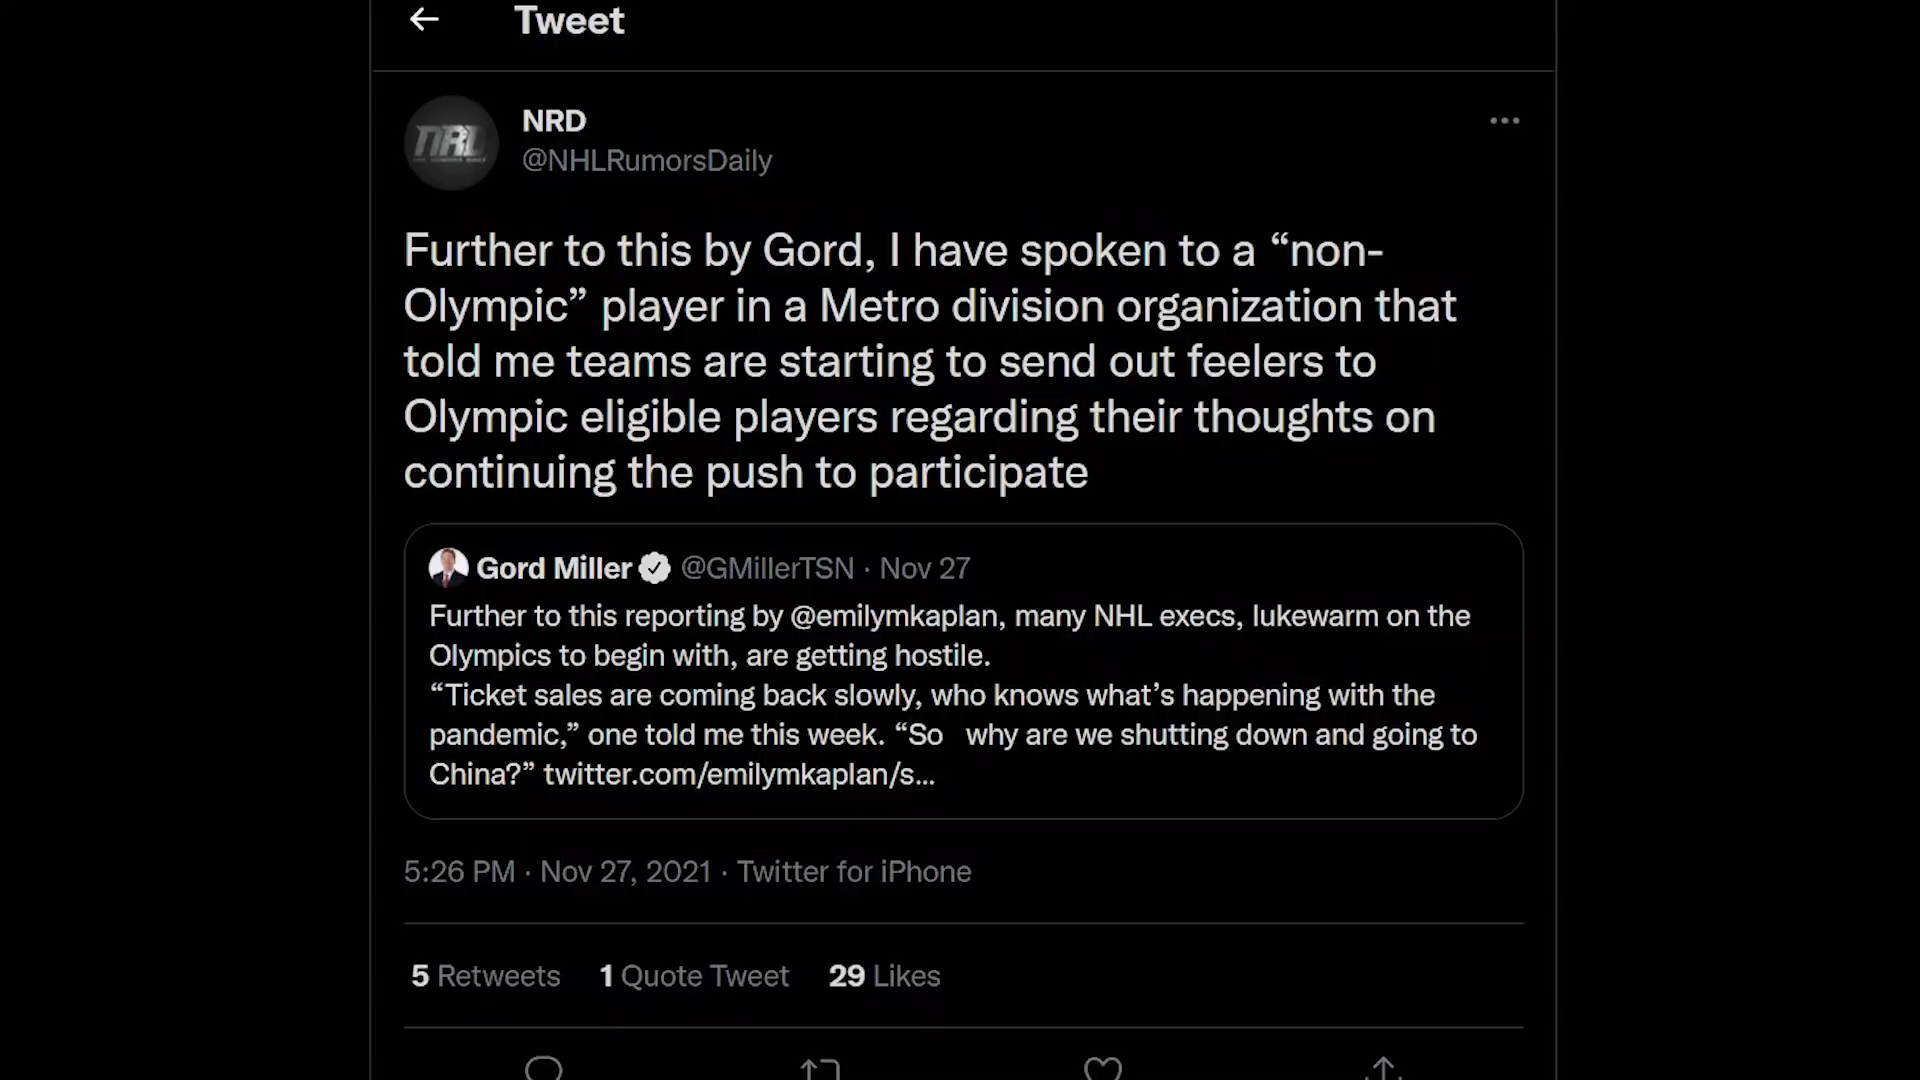 Tweet
NRD
@NHLRumorsDaily
Further to this by Gord, I have spoken to a “non-
Olympic” player in a Metro division organization that
told me teams are starting to send out feelers to
Olympic eligible players regarding their thoughts on
continuing the push to participate
Gord Miller @GMillerTSN · Nov 27
Further to this reporting by @emilymkaplan, many NHL execs, lukewarm on the
Olympics to begin with, are getting hostile.
“Ticket sales are coming back slowly, who knows what’s happening with the
pandemic,” one told me this week. “So   why are we shutting down and going to
China?” twitter.com/emilymkaplan/s...
5:26 PM · Nov 27, 2021 · Twitter for iPhone
5 Retweets 1 Quote Tweet 29 Likes